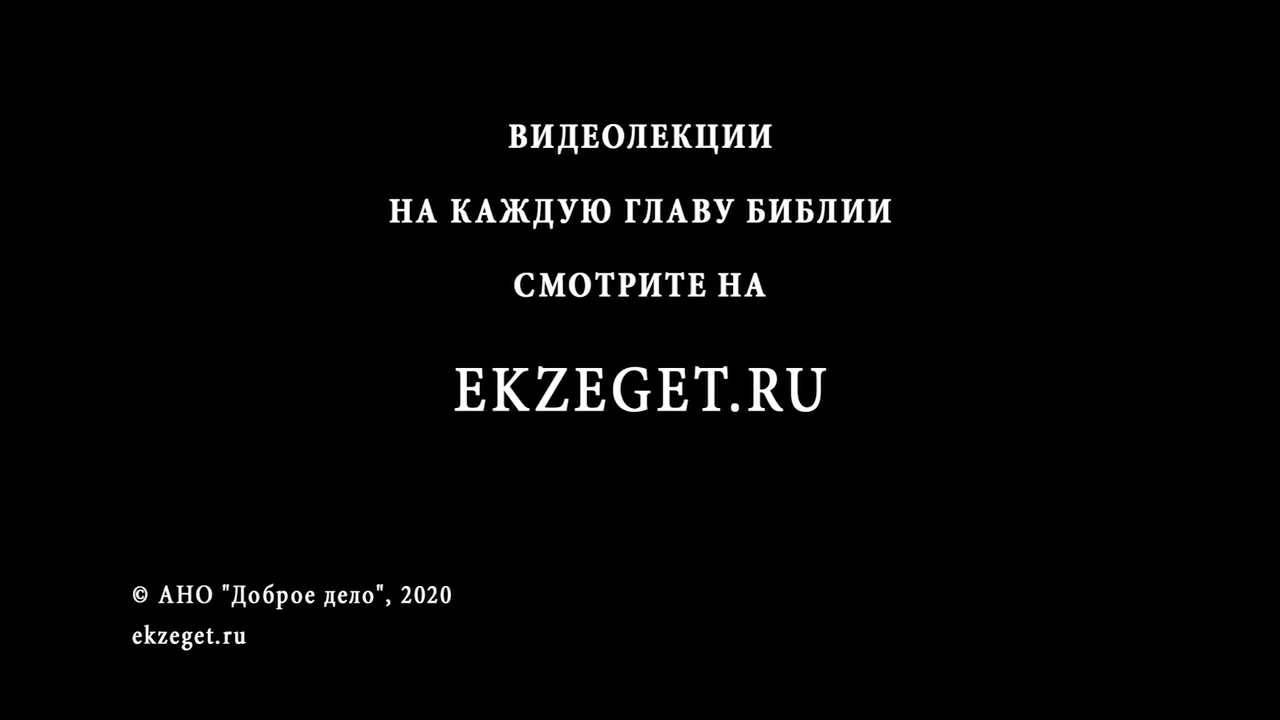 ВИДЕОЛЕКЦИИ
НА КАЖДУЮ ГЛАВУ БИБЛИИ
СМОТРИТЕ НА
EKZEGET.RU
© АНО "Доброе дело", 2020
ekzeget.ru